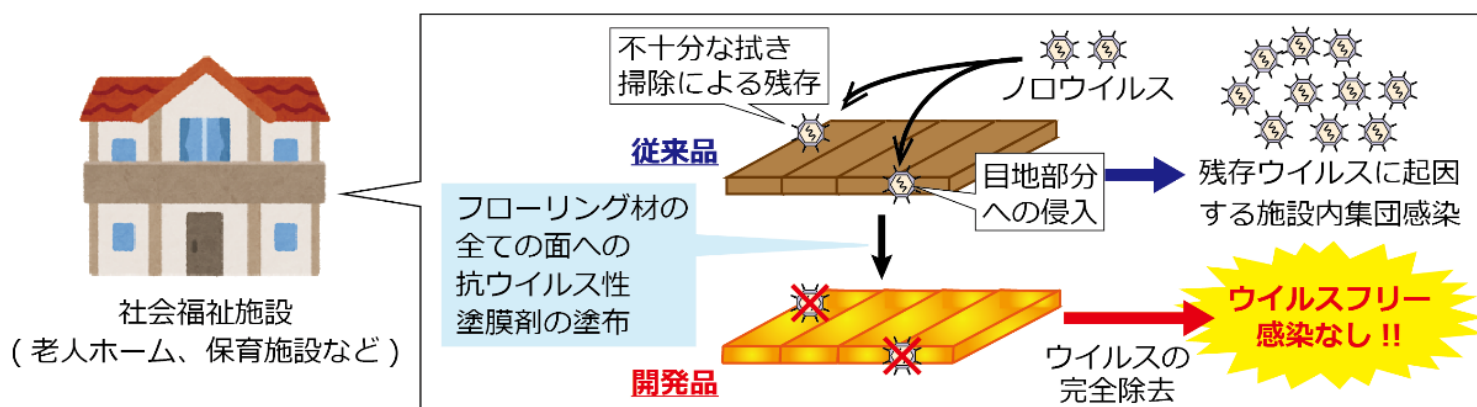 社会福祉施設
( 老人ホーム、保育施設など )
不十分な拭き
掃除による残存
ノロウイルス
従来品
目地部分
への侵入
残存ウイルスに起因
する施設内集団感染
フローリング材の
全ての面への
抗ウイルス性
塗膜剤の塗布
開発品
ウイルスの
完全除去
ウイルスフリー
感染なし !!